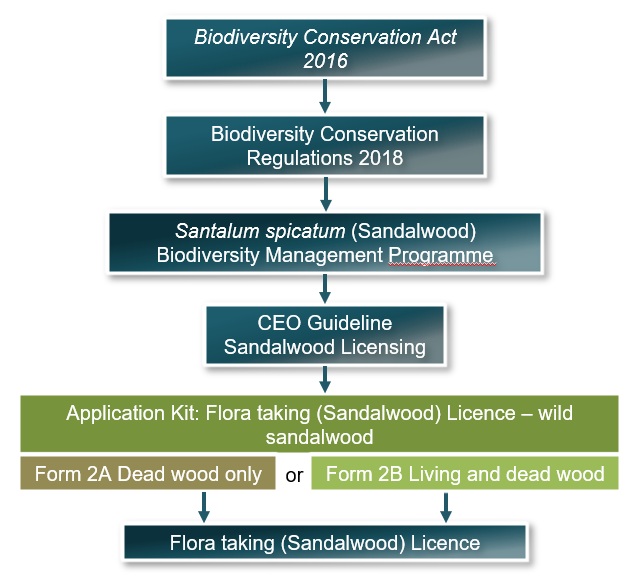 Biodiversity Conservation Act
2016
Biodiversity Conservation
Regulations 2018
Santalum spicatum (Sandalwood)
Biodiversity Management Programme
CEO Guideline
Sandalwood Licensing
Application Kit: Flora taking (Sandalwood) Licence – wild
sandalwood
Form 2A Dead wood only or Form 2B Living and dead wood
Flora taking (Sandalwood) Licence